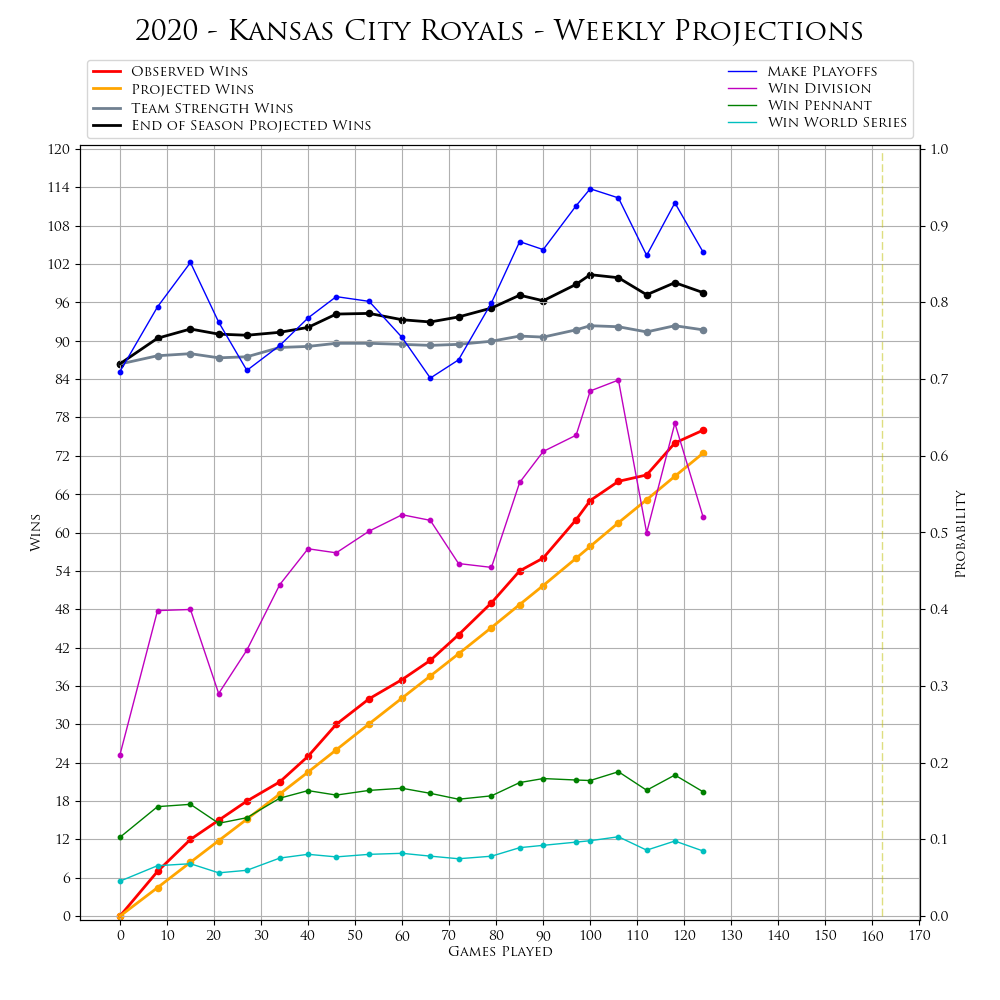 2020 - Kansas City Royals - Weekly Projections
Observed Wins
Projected Wins
Team Strength Wins
End of Season Projected Wins
Make Playoffs
Win Division
Win Pennant
Win World Series
120
114
108
102
96
90
84
78
72
66
60
54
48
42
36
30
24
18
12
6
0
Wins
1.0
0.9
0.8
0.7
0.6
0.5
0.4
0.3
0.2
0.1
0.0
Probability
0 10 20 30 40 50 60 70 80 90 100 110 120 130 140 150 160 170
Games Played